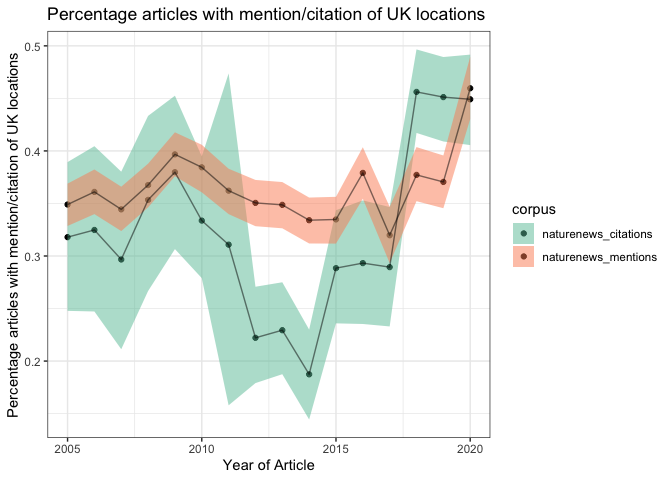 Percentage articles with mention/citation of UK locations
Percentage articles with mention/citation of UK locations
0.5
0.4
0.3
0.2
2005
2010
2015
2020
Year of Article
corpus
naturenews_citations
naturenews_mentions